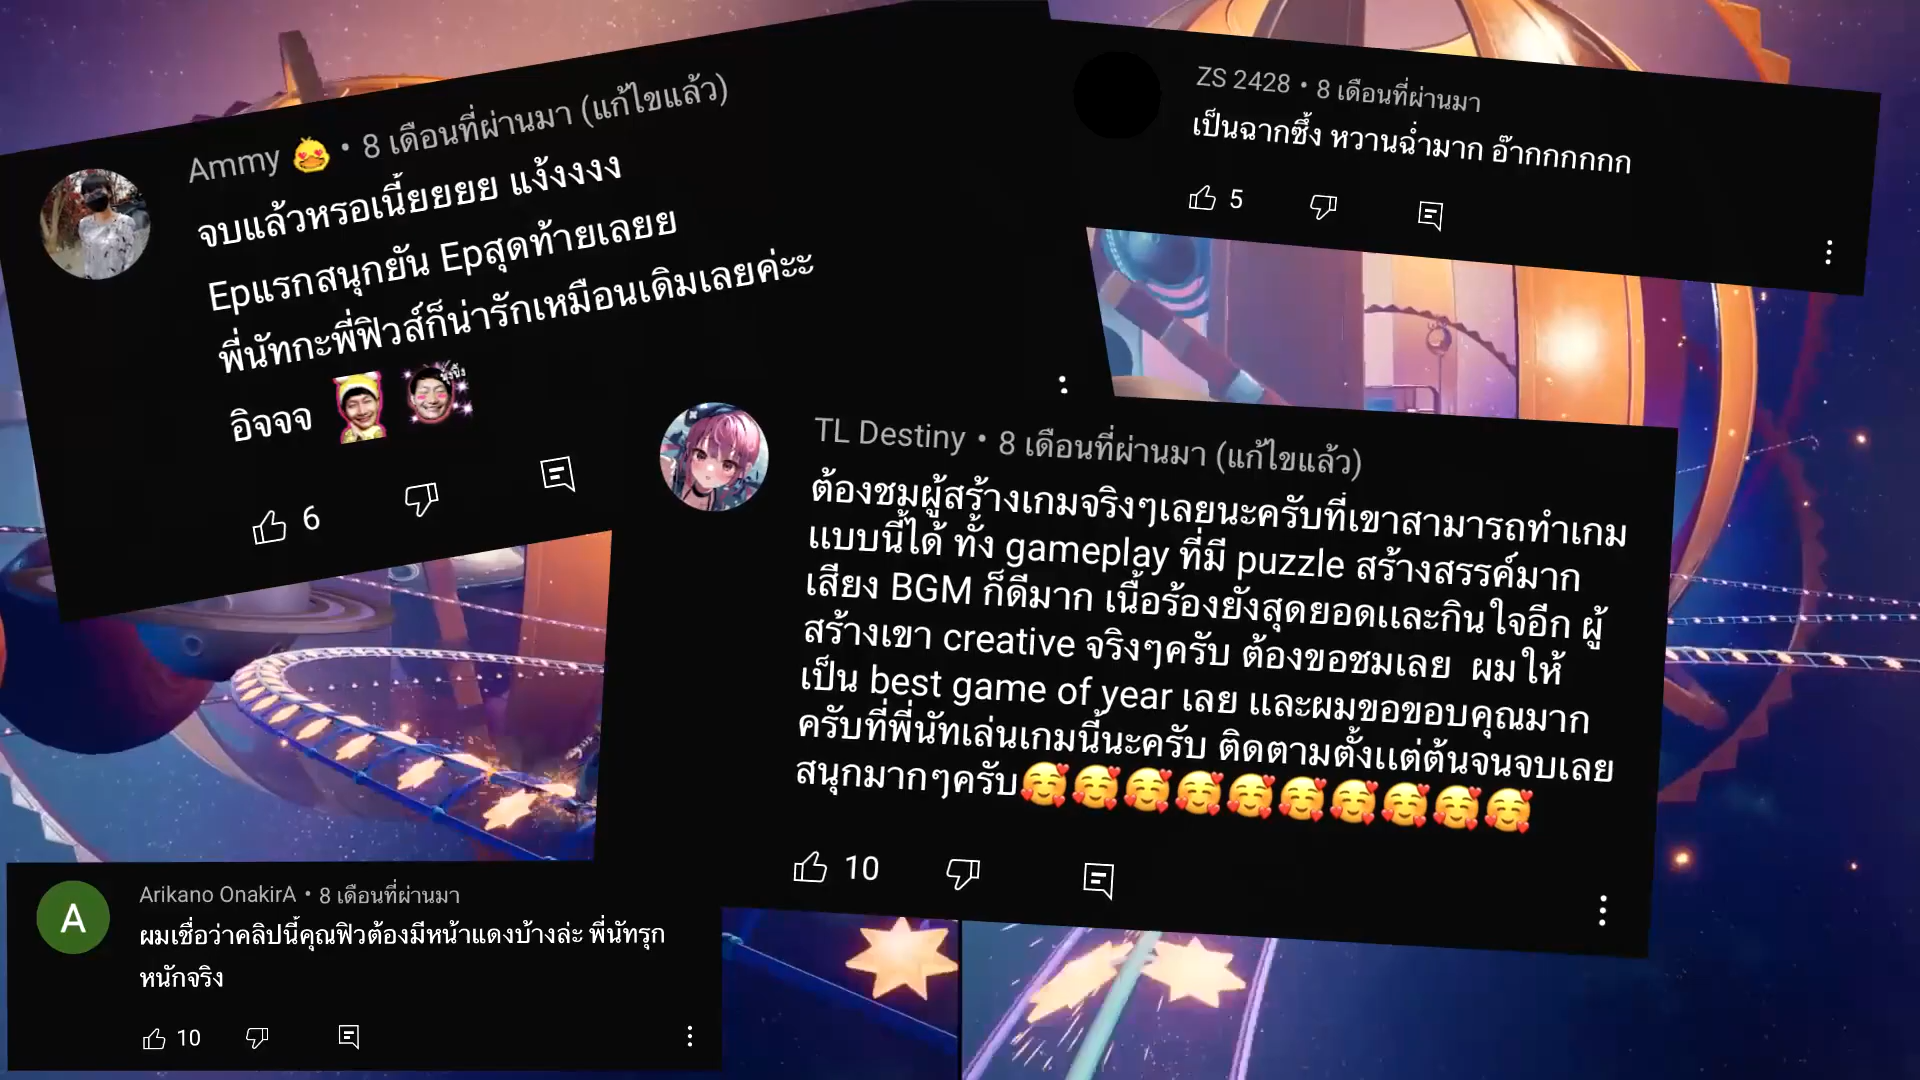 Ammy • 8 เดือนที่ผ่านมา (แก้ไขแล้ว)
จบแล้วหรอเนี้ยยยย แง้งงงง
Epแรกสนุกยัน Epสุดท้ายเลยย
พี่นัทกะพี่ฟิวส์ก็น่ารักเหมือนเดิมเลยค่ะะ
อิจจจ
6
ZS 2428 • 8 เดือนที่ผ่านมา
เป็นฉากซึ้ง หวานฉ่ำมาก อ๊ากกกกกก
5
TL Destiny • 8 เดือนที่ผ่านมา (แก้ไขแล้ว)
ต้องชมผู้สร้างเกมจริงๆเลยนะครับที่เขาสามารถทำเกม
แบบนี้ได้ ทั้ง gameplay ที่มี puzzle สร้างสรรค์มาก
เสียง BGM ก็ดีมาก เนื้อร้องยังสุดยอดและกินใจอีก ผู้
สร้างเขา creative จริงๆครับ ต้องขอชมเลย ผมให้
เป็น best game of year เลย และผมขอขอบคุณมาก
ครับที่พี่นัทเล่นเกมนี้นะครับ ติดตามตั้งแต่ต้นจนจบเลย
สนุกมากๆครับ🥰🥰🥰🥰🥰🥰🥰🥰🥰🥰
10
A
Arikano OnakirA • 8 เดือนที่ผ่านมา
ผมเชื่อว่าคลิปนี้คุณฟิวต้องมีหน้าแดงบ้างล่ะ พี่นัทรุก
หนักจริง
10